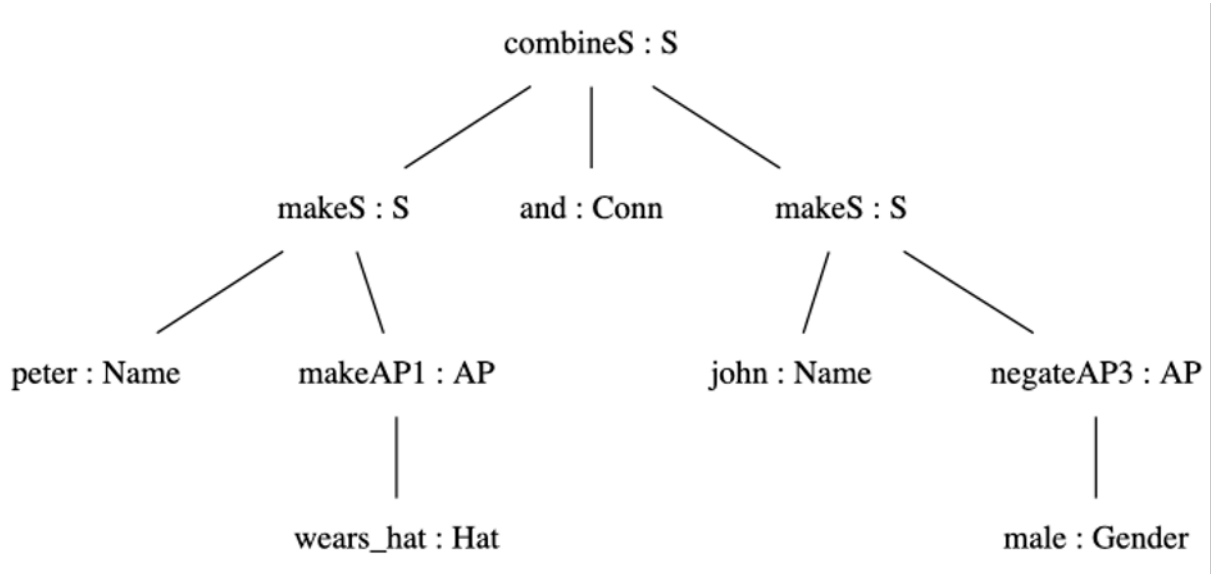 combineS : S
makeS : S and : Conn makeS : S
peter : Name makeAP1 : AP john : Name negateAP3 : AP
wears_hat : Hat male : Gender